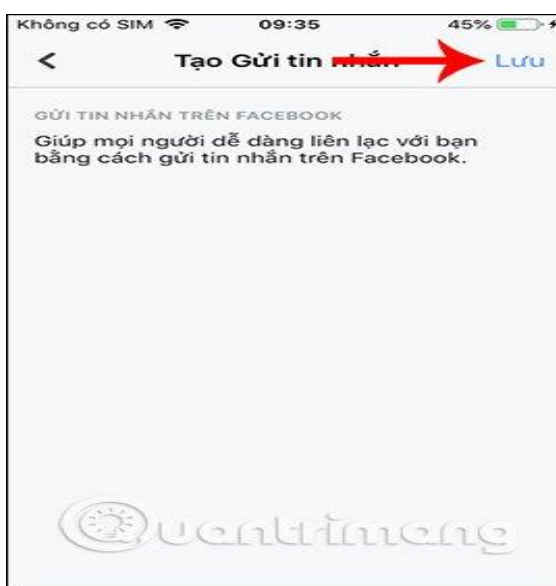 Không có SIM 09:35 45%
Tạo Gửi tin nhắn Lưu
GỬI TIN NHẮN TRÊN FACEBOOK
Giúp mọi người dễ dàng liên lạc với bạn
bằng cách gửi tin nhắn trên Facebook.
Quantrimang